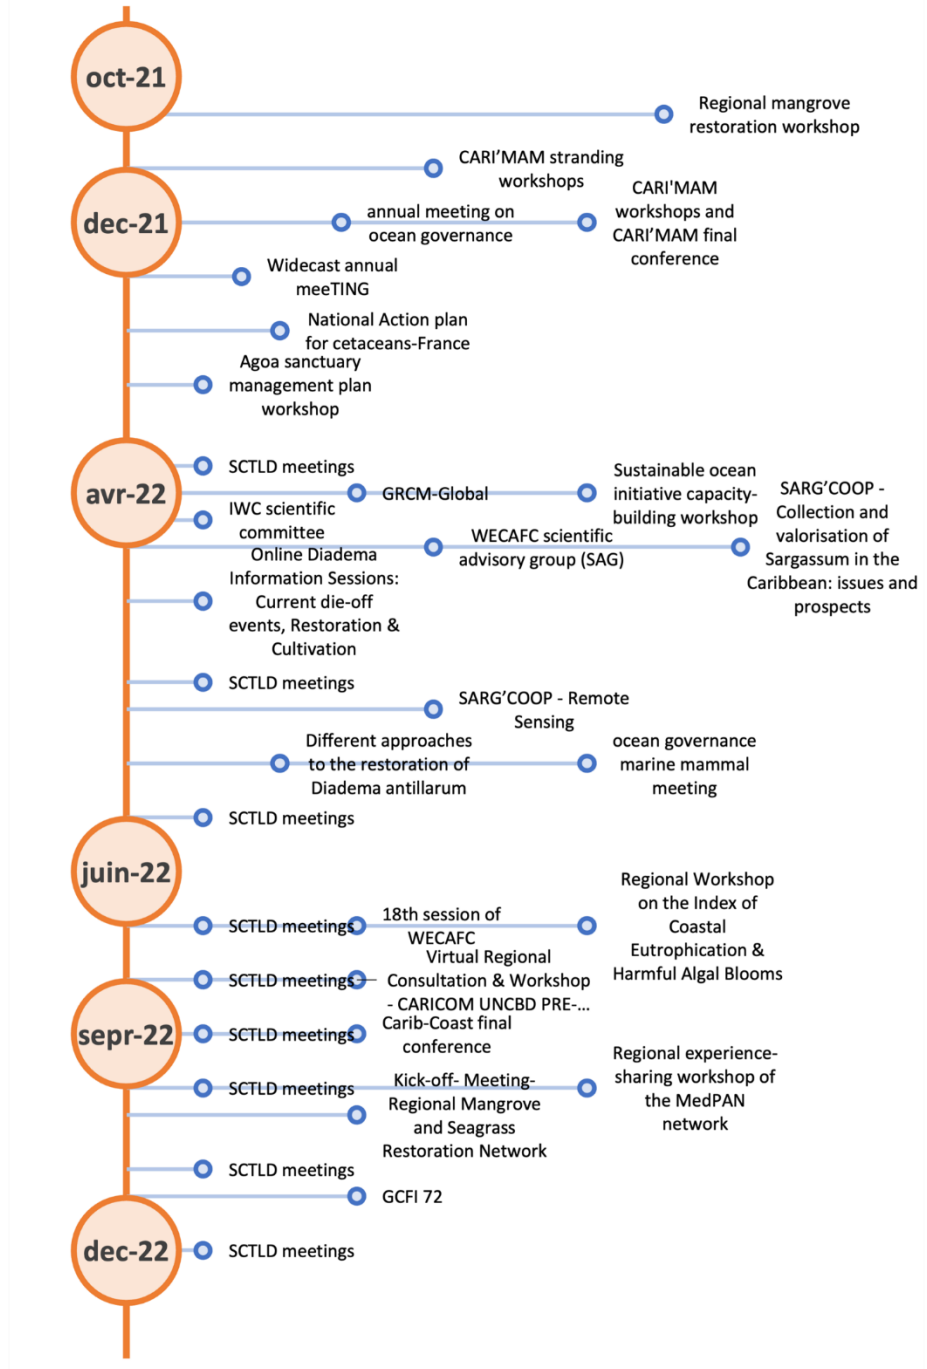 oct-21
Regional mangrove
restoration workshop
CARI’MAM stranding
workshops
dec-21
annual meeting on
ocean governance
CARI'MAM
workshops and
CARI’MAM final
conference
Widecast annual
meeTING
National Action plan
for cetaceans-France
Agoa sanctuary
management plan
workshop
avr-22
SCTLD meetings
GRCM-Global
Sustainable ocean
initiative capacity-
building workshop
IWC scientific
committee
WECAFC scientific
advisory group (SAG)
SARG’COOP -
Collection and
valorisation of
Sargassum in the
Caribbean: issues and
prospects
Online Diadema
Information Sessions:
Current die-off
events, Restoration &
Cultivation
SCTLD meetings
SARG’COOP - Remote
Sensing
Different approaches
to the restoration of
Diadema antillarum
ocean governance
marine mammal
meeting
SCTLD meetings
juin-22
SCTLD meetings
18th session of
WECAFC
Regional Workshop
on the Index of
Coastal
Eutrophication &
Harmful Algal Blooms
SCTLD meetings
Virtual Regional
Consultation & Workshop
- CARICOM UNCBD PRE-...
sepr-22
SCTLD meetings
Carib-Coast final
conference
SCTLD meetings
Regional experience-
sharing workshop of
the MedPAN
network
Kick-off- Meeting-
Regional Mangrove
and Seagrass
Restoration Network
SCTLD meetings
GCFI 72
dec-22
SCTLD meetings